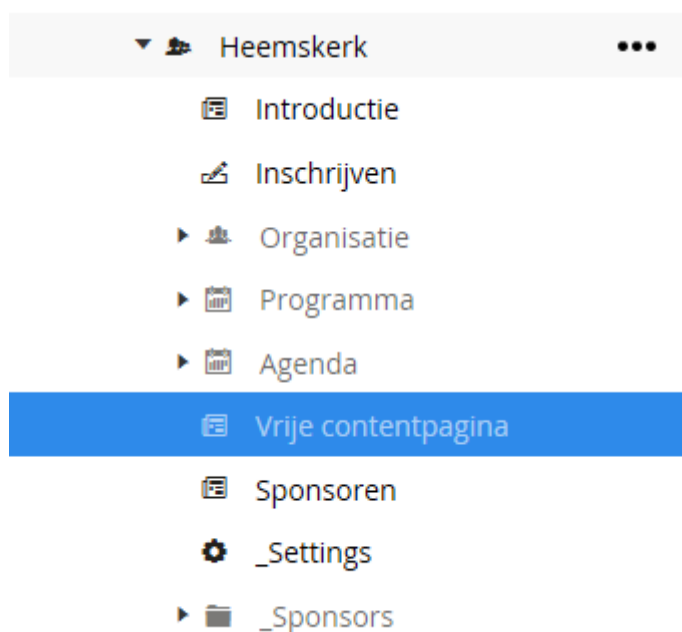 Heemskerk
Introductie
Inschrijven
Organisatie
Programma
Agenda
Vrije contentpagina
Sponsoren
_Settings
_Sponsors